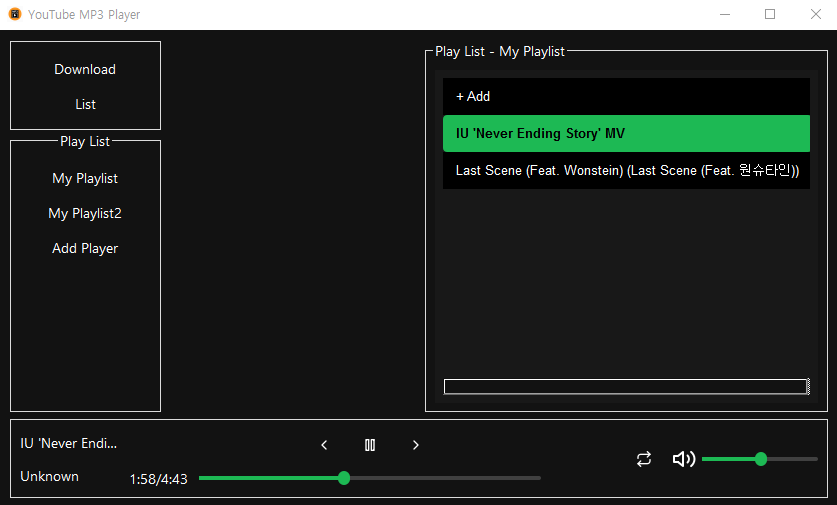 YouTube MP3 Player
Download
List
Play List
My Playlist
My Playlist2
Add Player
Play List - My Playlist
+ Add
IU 'Never Ending Story' MV
Last Scene (Feat. Wonstein) (Last Scene (Feat. 원슈타인))
IU 'Never Endi...
Unknown
1:58/4:43